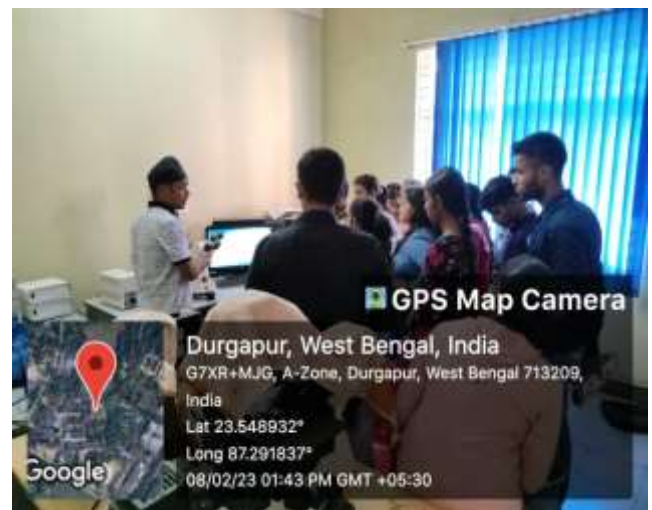 GPS Map Camera
Durgapur, West Bengal, India
G7XR+MJG, A-Zone, Durgapur, West Bengal 713209,
India
Lat 23.548932°
Long 87.291837°
08/02/23 01:43 PM GMT +05:30
Google